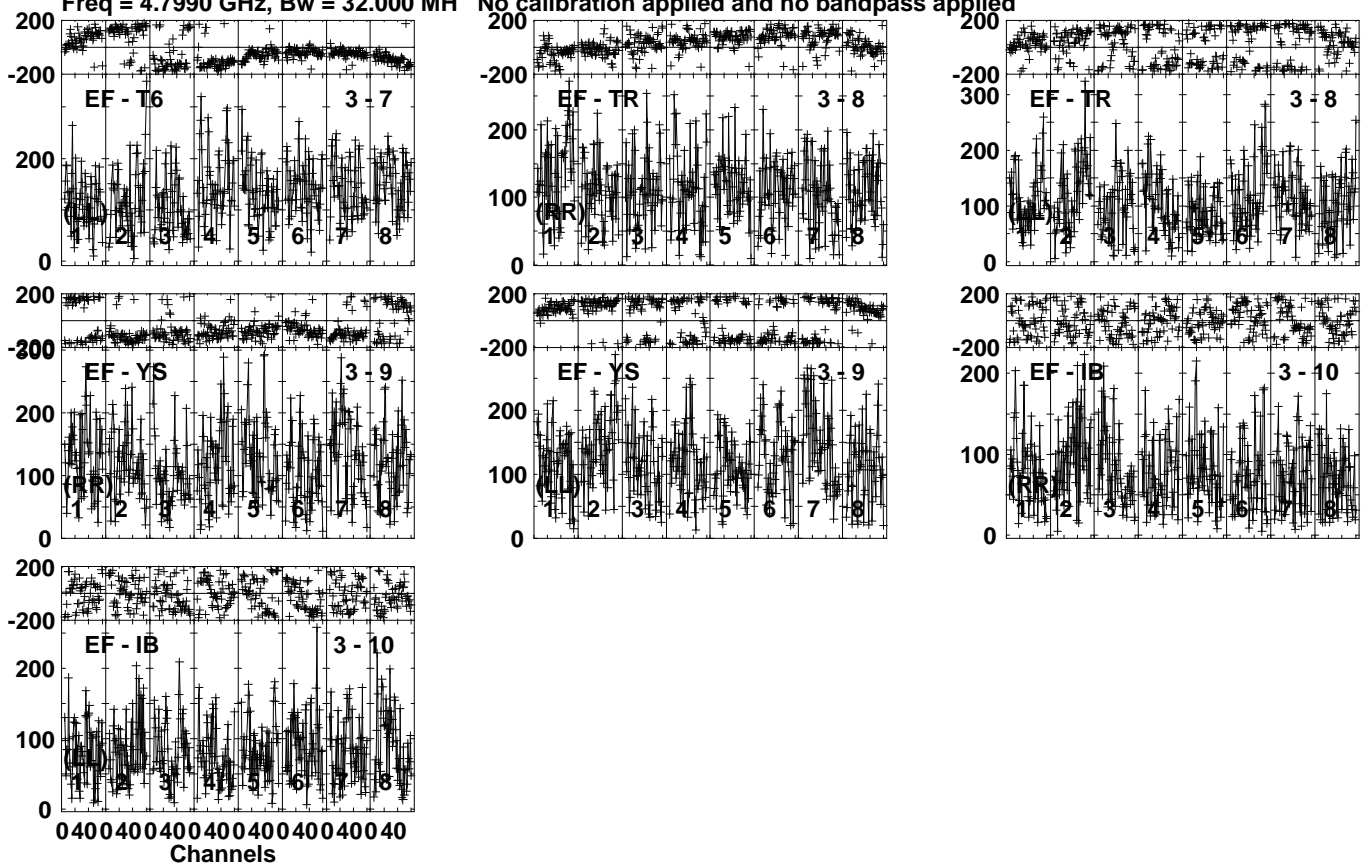 Freq = 4.7990 GHz, Bw = 32.000 MH No calibration applied and no bandpass applied
200
-200
EF - T6 3 - 7
200
(LL)
1 2 3 4 5 6 7 8
0
200
-200
EF - TR 3 - 8
200
100
(RR)
1 2 3 4 5 6 7 8
0
200
-200
300
EF - TR 3 - 8
200
100
(LL)
1 2 3 4 5 6 7 8
0
200
-200
300
EF - YS 3 - 9
200
100
(RR)
1 2 3 4 5 6 7 8
0
200
-200
EF - YS 3 - 9
200
100
(LL)
1 2 3 4 5 6 7 8
0
200
-200
200
EF - IB 3 - 10
100
(RR)
1 2 3 4 5 6 7 8
0
200
-200
EF - IB 3 - 10
200
100
(LL)
1 2 3 4 5 6 7 8
0
0 40 0 40 0 40 0 40 0 40 0 40 0 40 0 40
Channels